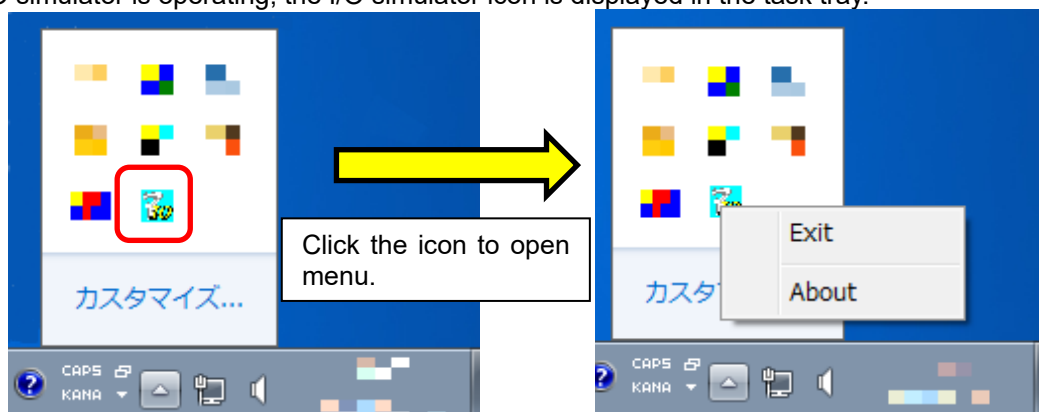 simulator is operating, the I/O simulator icon is displayed in the task tray.
Click the icon to open
menu.
カスタマイズ...
CAPS
KANA
Exit
About
カスタ
CAPS
KANA